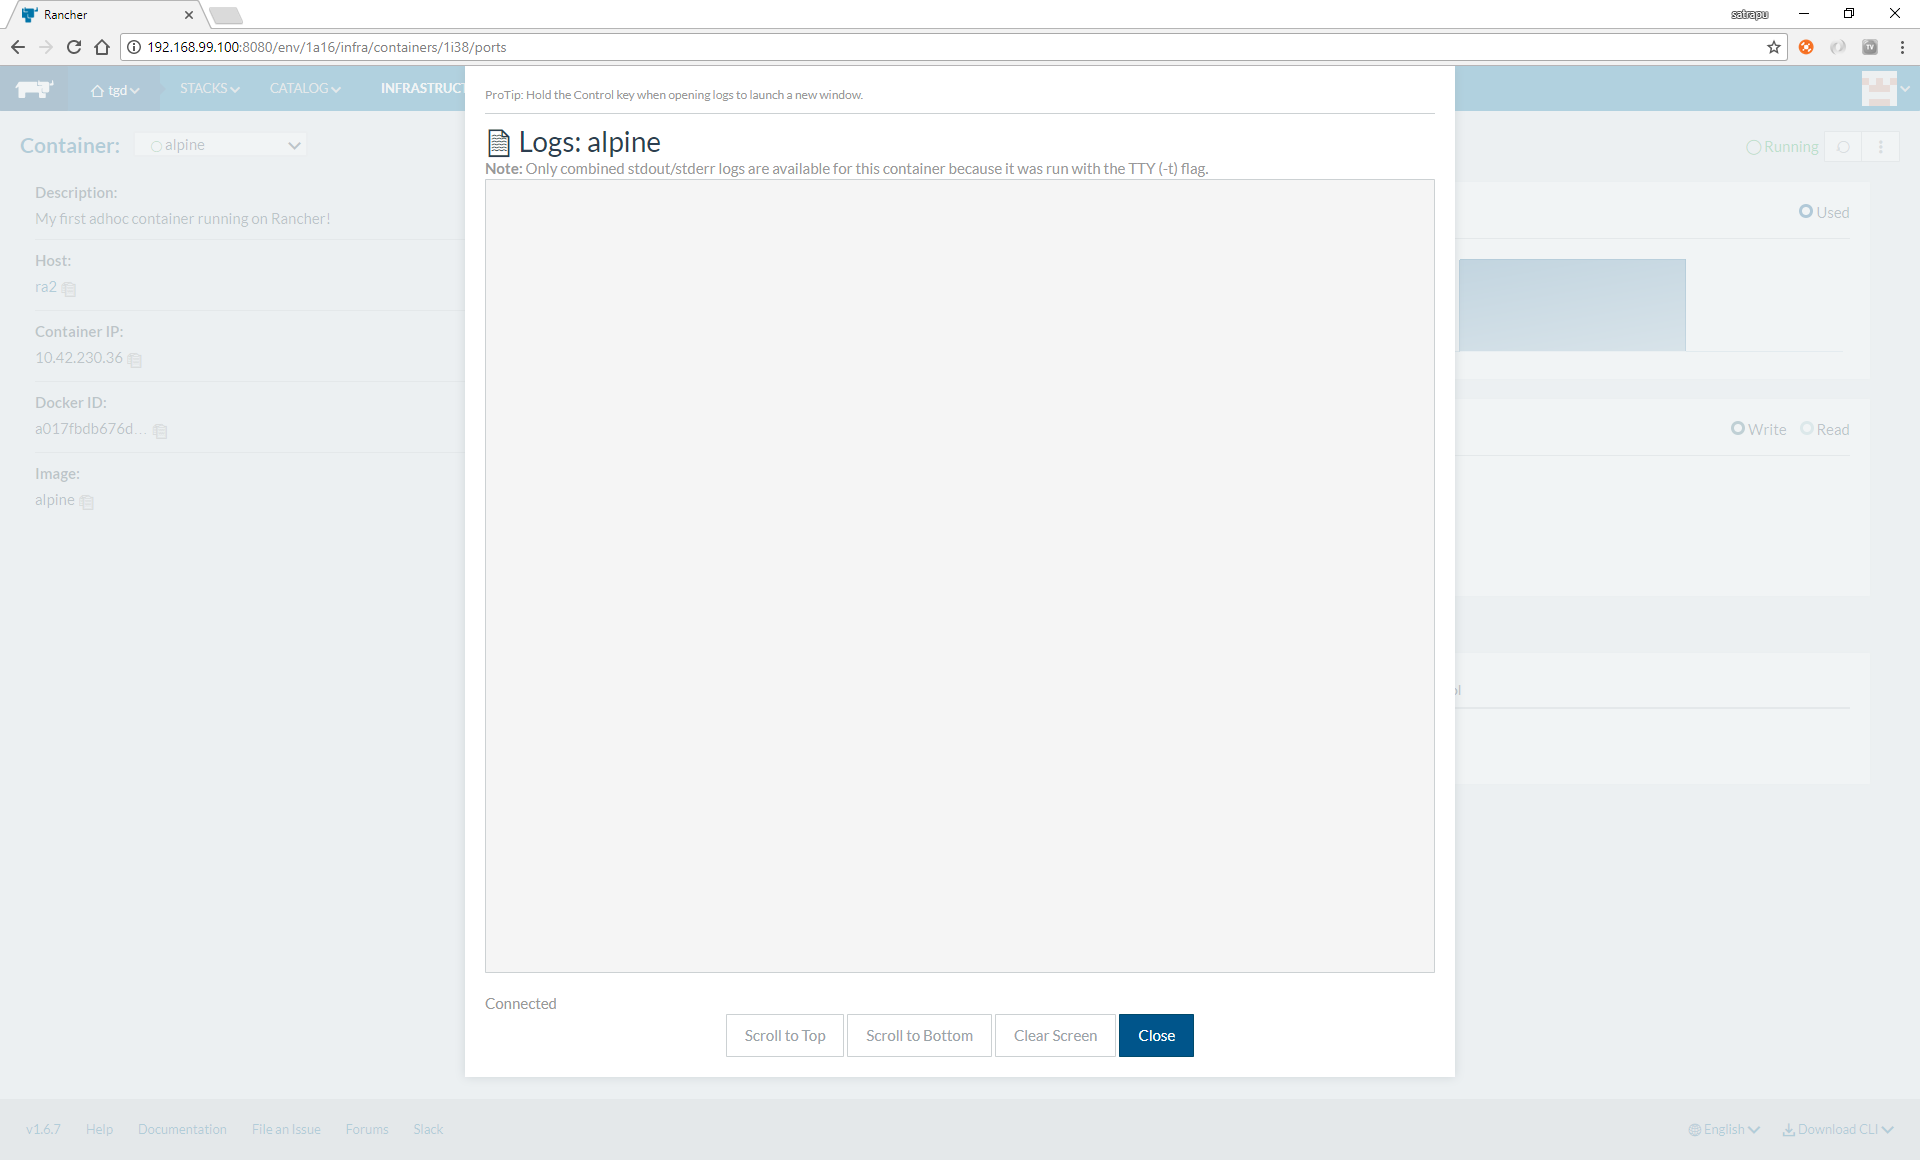 Rancher
satrapu
192.168.99.100:8080/env/1a16/infra/containers/1i38/ports
tgd
STACKS
CATALOG
INFRASTRUCT
ProTip: Hold the Control key when opening logs to launch a new window.
Logs: alpine
Note: Only combined stdout/stderr logs are available for this container because it was run with the TTY (-t) flag.
Container:
alpine
Running
Description:
My first adhoc container running on Rancher!
Host:
ra2
Container IP:
10.42.230.36
Docker ID:
a017fbdb676d...
Image:
alpine
Used
Write Read
ol
Connected
Scroll to Top
Scroll to Bottom
Clear Screen
Close
v1.6.7 Help Documentation File an Issue Forums Slack
English Download CLI